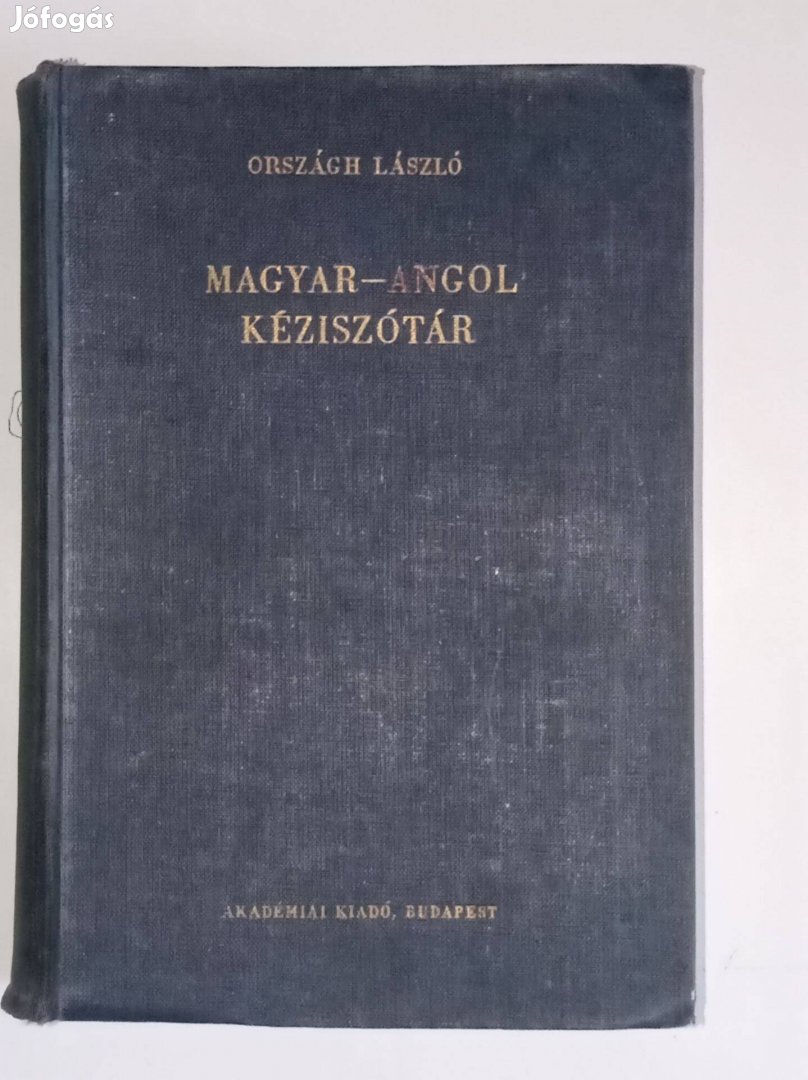 Jófogás
ORSZÁGH LÁSZLÓ
MAGYAR–ANGOL
KÉZISZÓTÁR
AKADÉMIAI KIADÓ, BUDAPEST